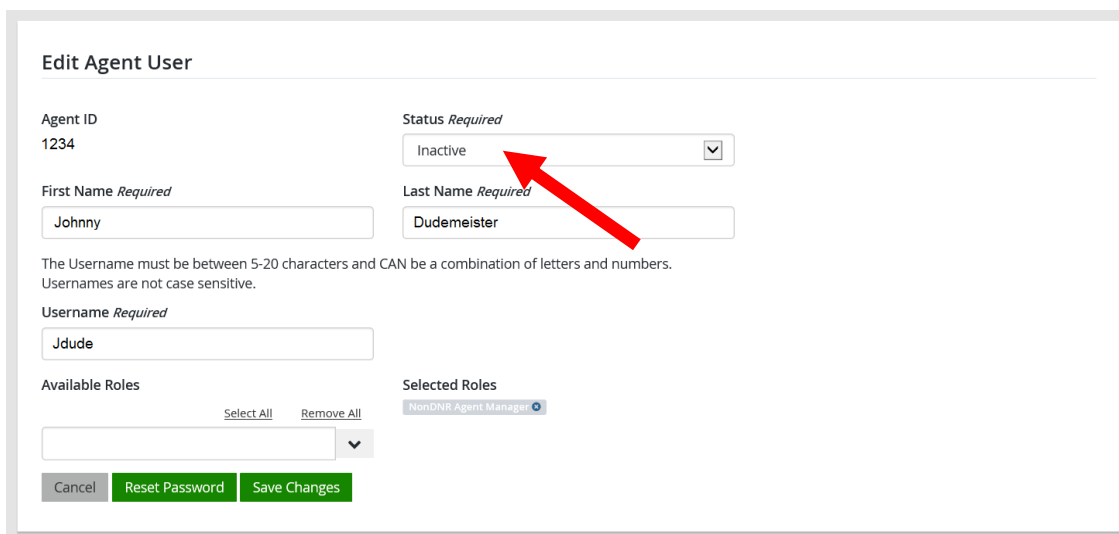 Edit Agent User
Agent ID
Status Required
1234
Inactive
First Name Required
Last Name Required
Johnny
Dudemeister
The Username must be between 5-20 characters and CAN be a combination of letters and numbers.
Usernames are not case sensitive.
Username Required
Jdude
Available Roles
Selected Roles
Select All
Remove All
NonDNR Agent Manager
Cancel
Reset Password
Save Changes